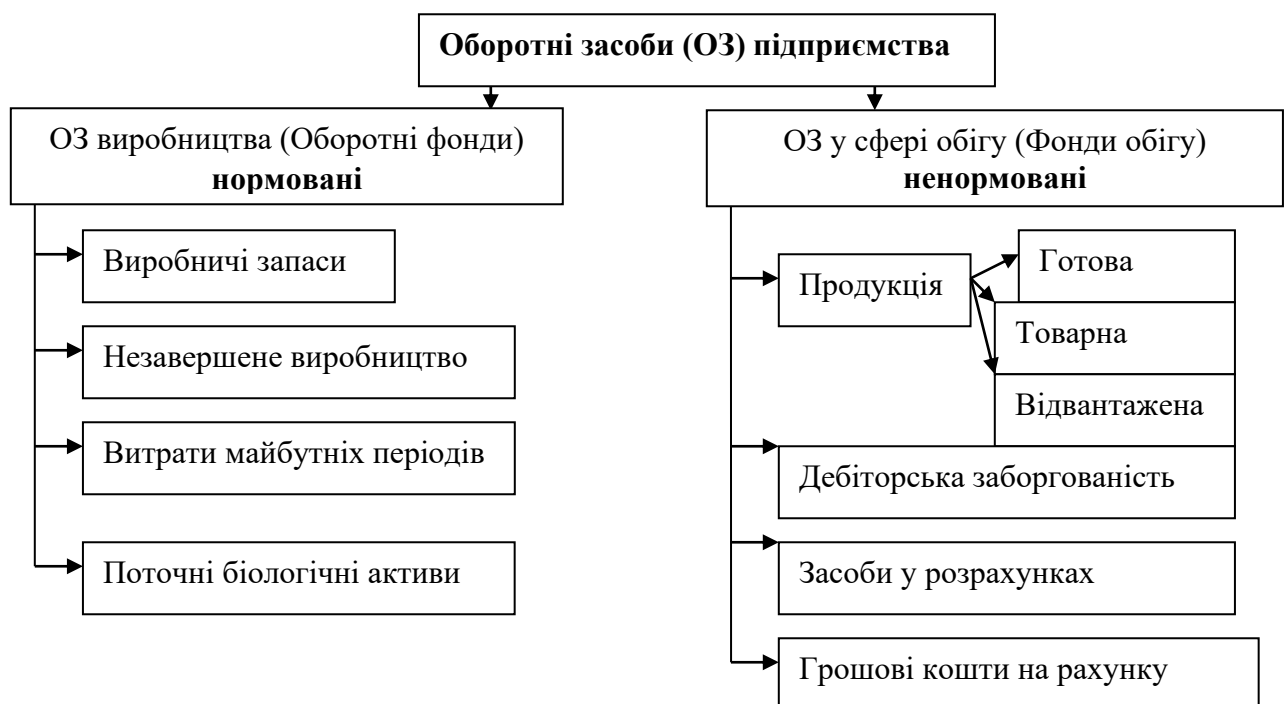 Оборотні засоби (ОЗ) підприємства
ОЗ виробництва (Оборотні фонди)
нормовані
Виробничі запаси
Незавершене виробництво
Витрати майбутніх періодів
Поточні біологічні активи
ОЗ у сфері обігу (Фонди обігу)
ненормовані
Продукція
Готова
Товарна
Відвантажена
Дебіторська заборгованість
Засоби у розрахунках
Грошові кошти на рахунку